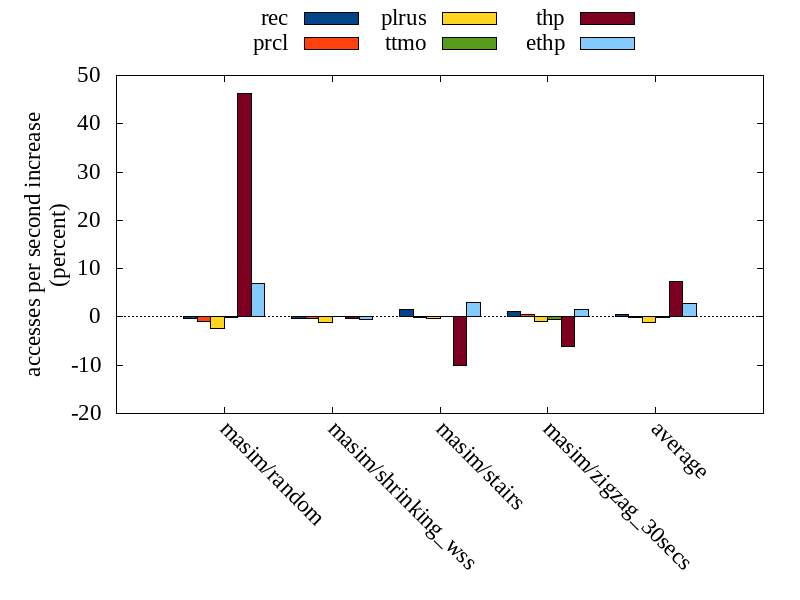 rec plrus thp
prcl ttmo ethp
50
40
30
20
10
0
-10
-20
accesses per second increase
(percent)
masim/random
masim/shrinking_wss
masim/stairs
masim/zigzag_30secs
average